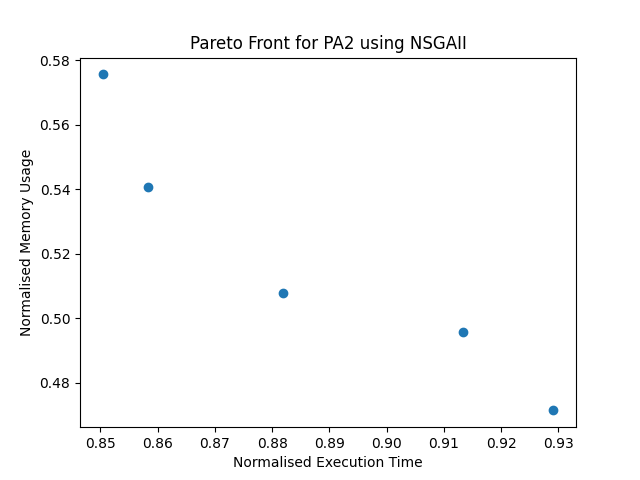 Pareto Front for PA2 using NSGAII
0.58
0.56
0.54
0.52
0.50
0.48
Normalised Memory Usage
0.85 0.86 0.87 0.88 0.89 0.90 0.91 0.92 0.93
Normalised Execution Time